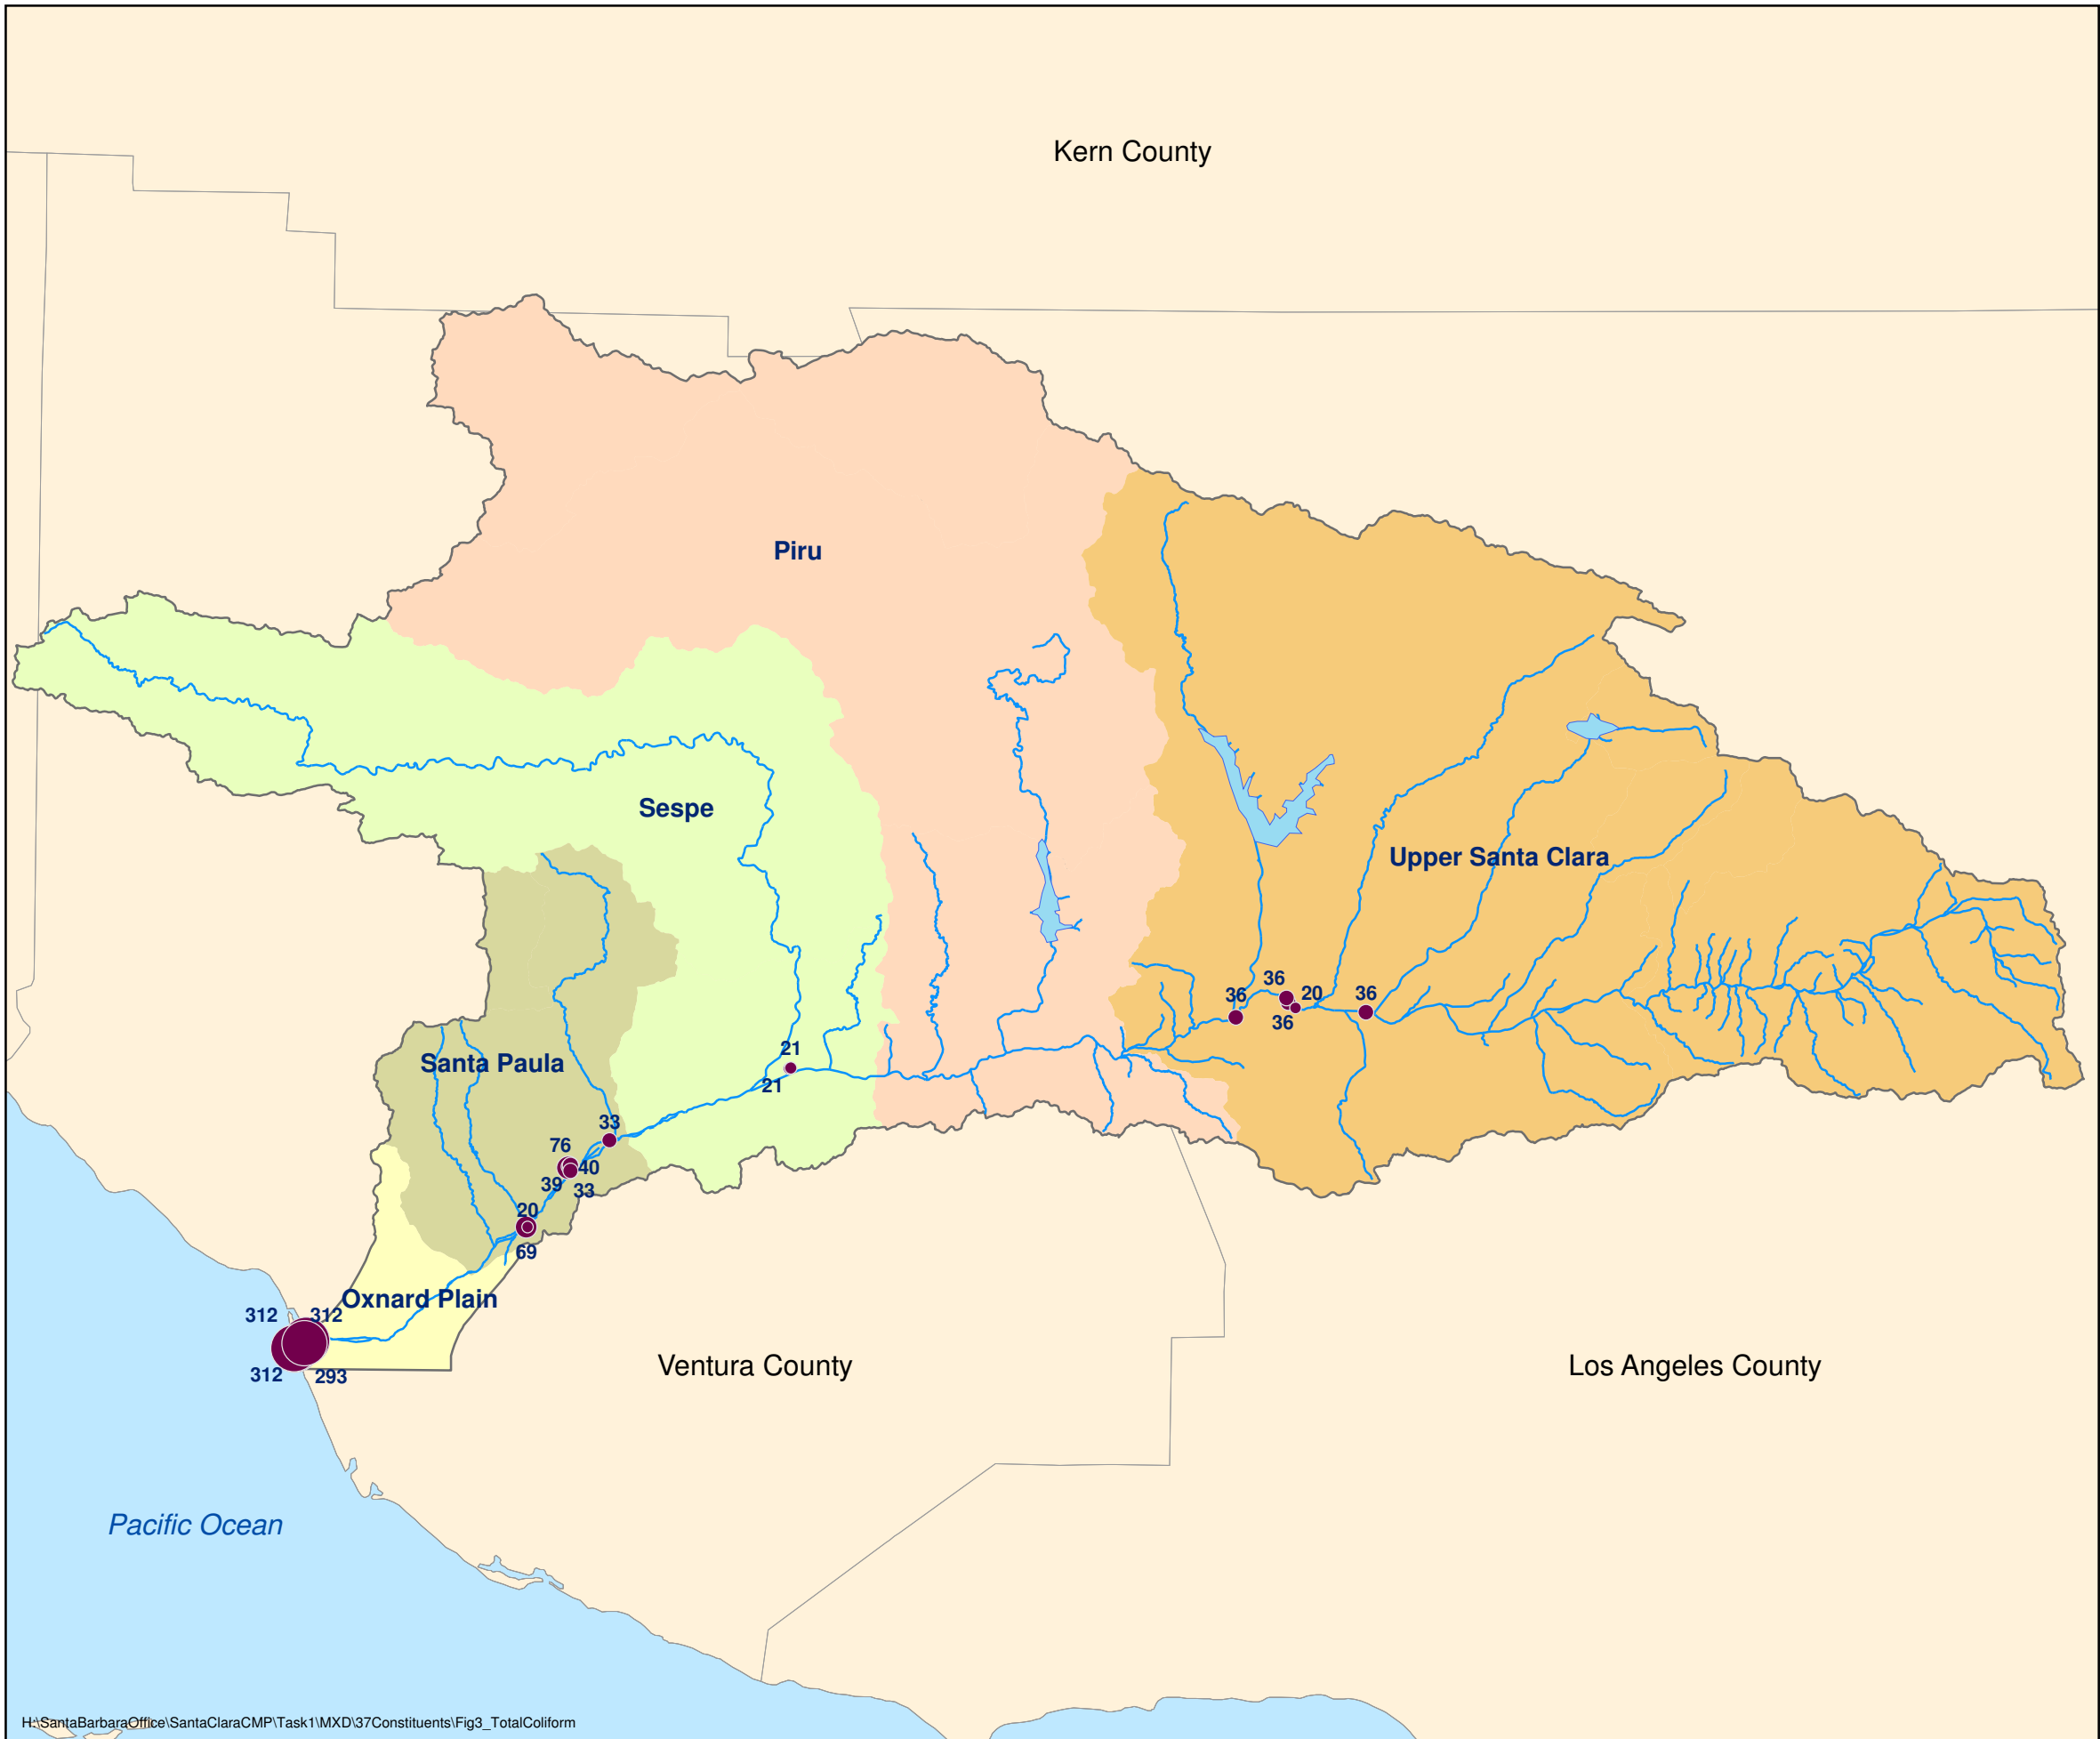 Kern County
Piru
Sespe
Upper Santa Clara
36
36
20
36
36
21
21
Santa Paula
33
76
40
39
33
20
69
Oxnard Plain
312
312
312
293
Ventura County
Los Angeles County
Pacific Ocean
H:\SantaBarbaraOffice\SantaClaraCMP\Task1\MXD\37Constituents\Fig3_TotalColiform